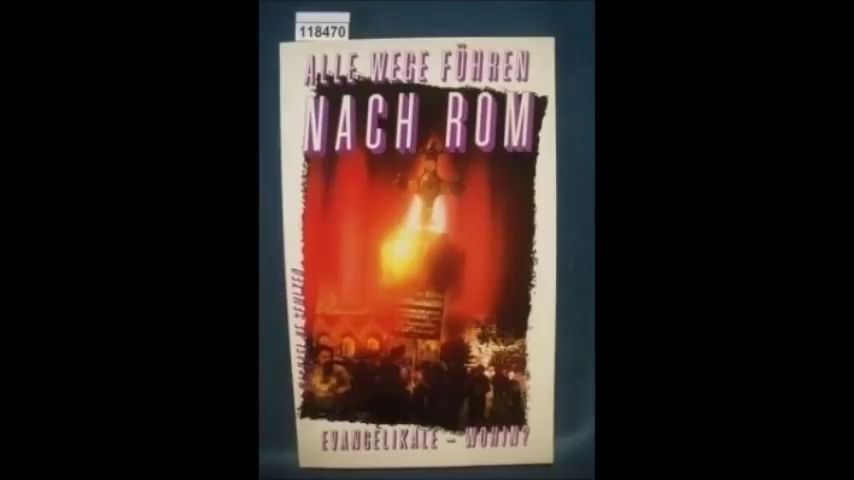 118470
ALLE WEGE FÜHREN
NACH ROM
EVANGELIKALE – WOHIN?